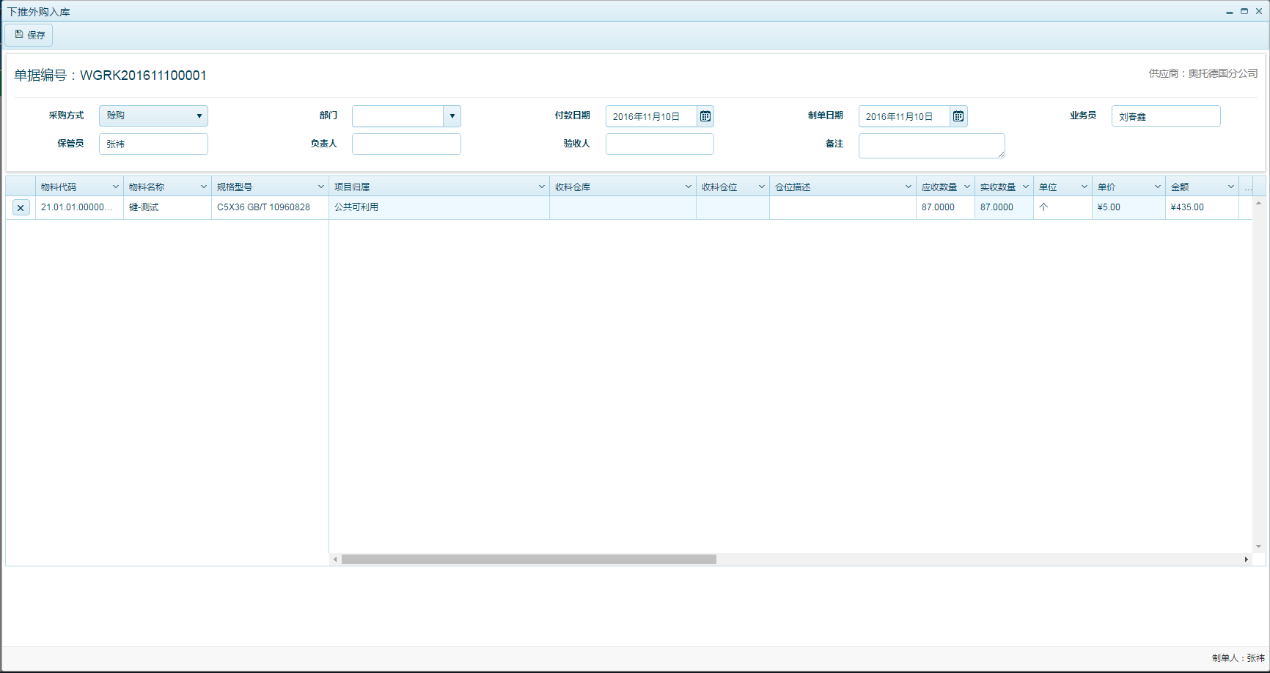 下推外购入库
保存
单据编号：WGRK201611100001
供应商：奥托德国分公司
采购方式 赊购 部门 付款日期 2016年11月10日 制单日期 2016年11月10日 业务员 刘春鑫
保管员 张祎 负责人 验收人 备注
物料代码 物料名称 规格型号 项目归属 收料仓库 收料仓位 仓位描述 应收数量 实收数量 单位 单价 金额 ...
21.01.01.00000... 键-测试 C5X36 GB/T 10960828 公共可利用 87.0000 87.0000 个 ¥5.00 ¥435.00
制单人：张祎